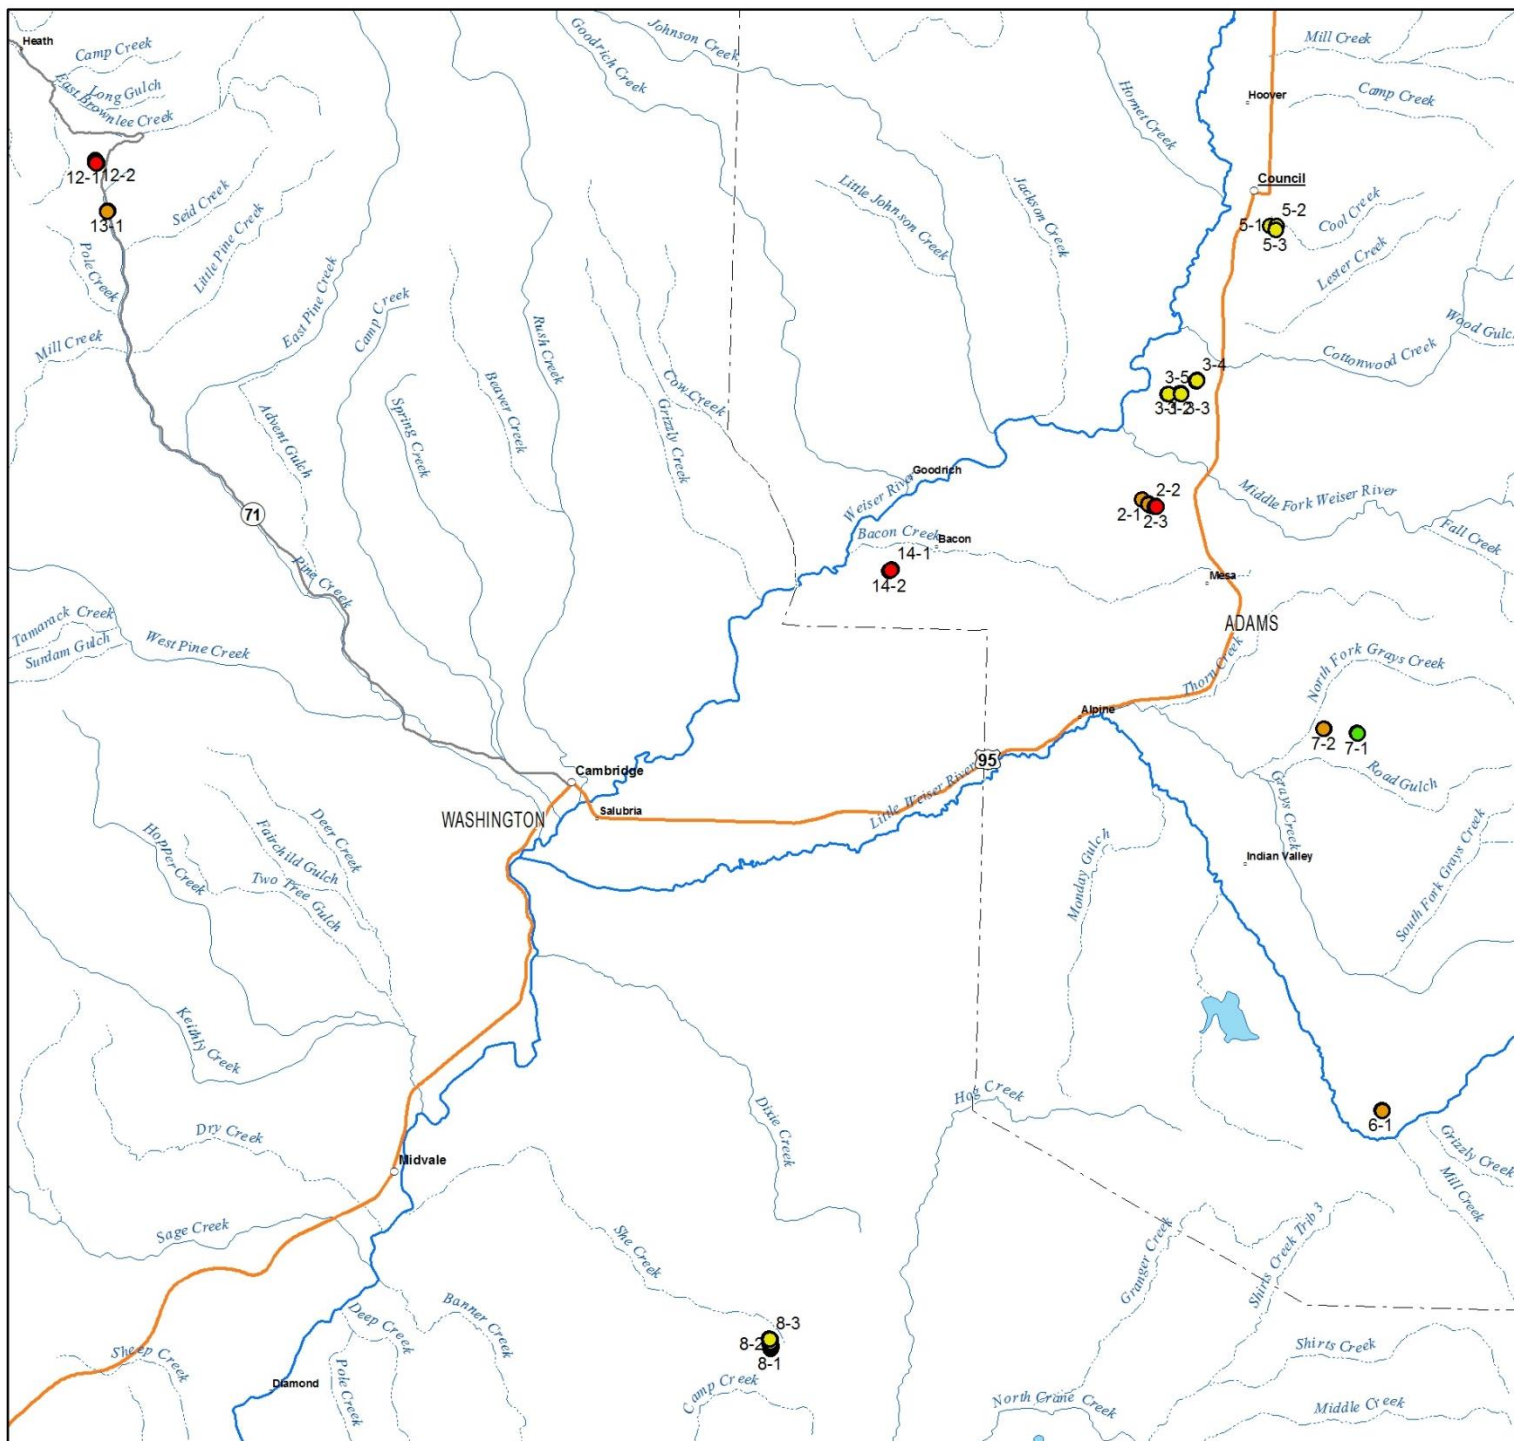 Heath
Camp Creek
Long Gulch
East Brownlee Creek
12-1
12-2
13-1
Seid Creek
Little Pine Creek
Pole Creek
Mill Creek
East Pine Creek
Camp Creek
Goodrich Creek
Johnson Creek
Hornet Creek
Mill Creek
Hoover
Camp Creek
Council
5-2
5-1
5-3
Cool Creek
Lester Creek
Little Johnson Creek
Jackson Creek
Rush Creek
Beaver Creek
Spring Creek
Advent Gulch
Cow Creek
Grizzly Creek
Wood Gulc
Cottonwood Creek
3-4
3-5
3-3
Goodrich
Weiser River
Middle Fork Weiser River
Fall Creek
2-2
2-1
2-3
71
Bacon Creek
Bacon
14-1
14-2
Mesa
ADAMS
Pine Creek
Tamarack Creek
Surdam Gulch
West Pine Creek
Thorn Creek
North Fork Grays Creek
Alpine
7-2
7-1
Road Gulch
95
Little Weiser River
Cambridge
Salubria
WASHINGTON
Grays Creek
Indian Valley
South Fork Grays Creek
Monday Gulch
Deer Creek
Fairchild Gulch
Two Tree Gulch
Hopper Creek
Keithly Creek
Dixie Creek
Hog Creek
6-1
Grizzly Creek
Mill Creek
Dry Creek
Midvale
Sage Creek
She Creek
Granger Creek
Shirts Creek Trib 3
Banner Creek
Deep Creek
8-3
8-2
8-1
Shirts Creek
Sheep Creek
Diamond
Pole Creek
Camp Creek
North Crane Creek
Middle Creek